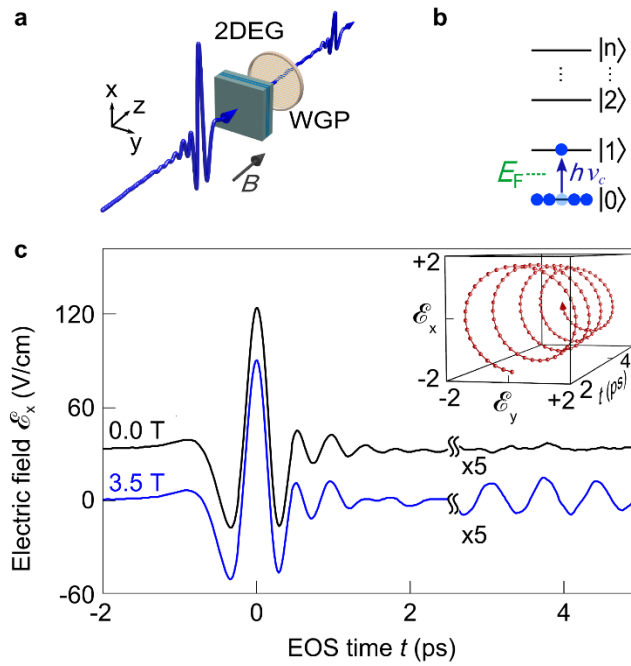 a
2DEG
WGP
x
z
y
B
b
|n⟩
⋮ ⋮
|2⟩
|1⟩
E_F
hν_c
|0⟩
c
Electric field ℰ_x (V/cm)
120
60
0
-60
0.0 T
3.5 T
x5
x5
+2
ℰ_x
-2
-2
ℰ_y
+2
2
t (ps)
4
-2
0
2
4
EOS time t (ps)